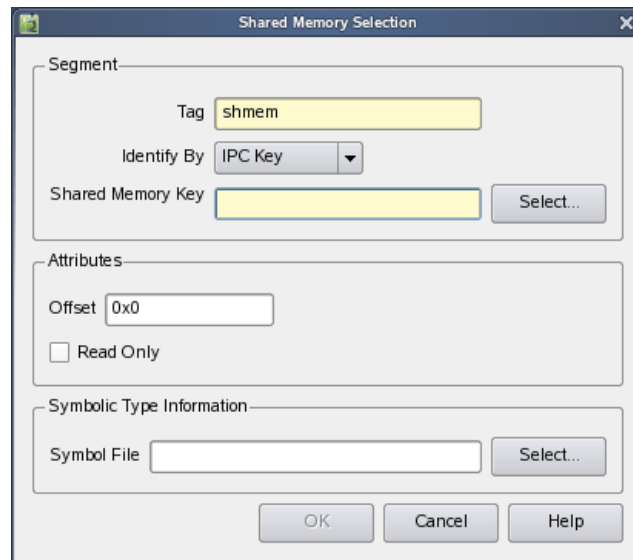 Shared Memory Selection
Segment
Tag shmem
Identify By IPC Key
Shared Memory Key Select...
Attributes
Offset 0x0
Read Only
Symbolic Type Information
Symbol File Select...
OK Cancel Help